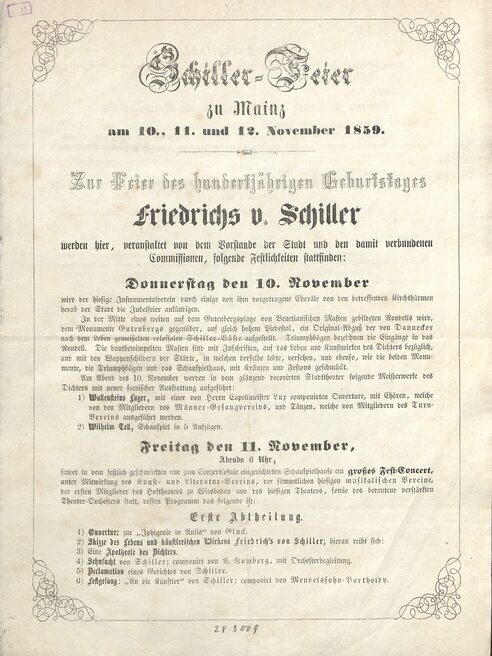 Schiller-Feier
zu Mainz
am 10., 11. und 12. November 1859.
Zur Feier des hundertjährigen Geburtstages
Friedrichs v. Schiller
werden hier, veranstaltet von dem Vorstande der Stadt und den damit verbundenen
Commissionen, folgende Festlichkeiten stattfinden:
Donnerstag den 10. November
wird der hiesige Instrumentalverein durch einige von ihm vorgetragene Choräle von den betreffenden Kirchthürmen
herab der Stadt die Jubelfeier ankündigen.
In der Mitte eines weiten auf dem Gutenbergsplatze von Venetianischen Masten gebildeten Rondells wird,
dem Monumente Gutenbergs gegenüber, auf gleich hohem Piedestal, ein Original-Abguß der von Dannecker
nach dem Leben gemeißelten colossalen Schiller-Büste aufgestellt. Triumphbögen bezeichnen die Eingänge in das
Rondell. Die buntbewimpelten Masten sind mit Inschriften, auf das Leben und Kunstwirken des Dichters bezüglich,
und mit den Wappenschildern der Städte, in welchen derselbe lebte, versehen, und ebenso, wie die beiden Monu-
mente, die Triumphbögen und das Schauspielhaus, mit Kränzen und Festons geschmückt.
Am Abend des 10. November werden in dem glänzend decorirten Stadttheater folgende Meisterwerke des
Dichters mit neuer scenischer Ausstattung aufgeführt:
1) Wallensteins Lager, mit einer von Herrn Capellmeister Lux componirten Ouverture, mit Chören, welche
von den Mitgliedern des Männer-Gesangvereins, und Tänzen, welche von Mitgliedern des Turn-
Vereins ausgeführt werden.
2) Wilhelm Tell, Schauspiel in 5 Aufzügen.
Freitag den 11. November,
Abends 6 Uhr,
findet in dem festlich geschmückten und zum Concertlokale eingerichteten Schauspielhause ein großes Fest-Concert,
unter Mitwirkung des Kunst- und Literatur-Vereins, der sämmtlichen hiesigen musikalischen Vereine,
der ersten Mitglieder des Hoftheaters zu Wiesbaden und des hiesigen Theaters, sowie des bedeutend verstärkten
Theater-Orchesters statt, dessen Programm das folgende ist:
Erste Abtheilung.
1) Ouverture: zur „Iphigenie in Aulis" von Gluck.
2) Skizze des Lebens und künstlerischen Wirkens Friedrich's von Schiller; hieran reiht sich:
3) Eine Apotheose des Dichters.
4) Sehnsucht von Schiller; componirt von A. Romberg, mit Orchesterbegleitung.
5) Declamation eines Gedichtes von Schiller.
6) Festgesang: „An die Künstler" von Schiller; componirt von Mendelssohn-Bartholdy.
28 3009